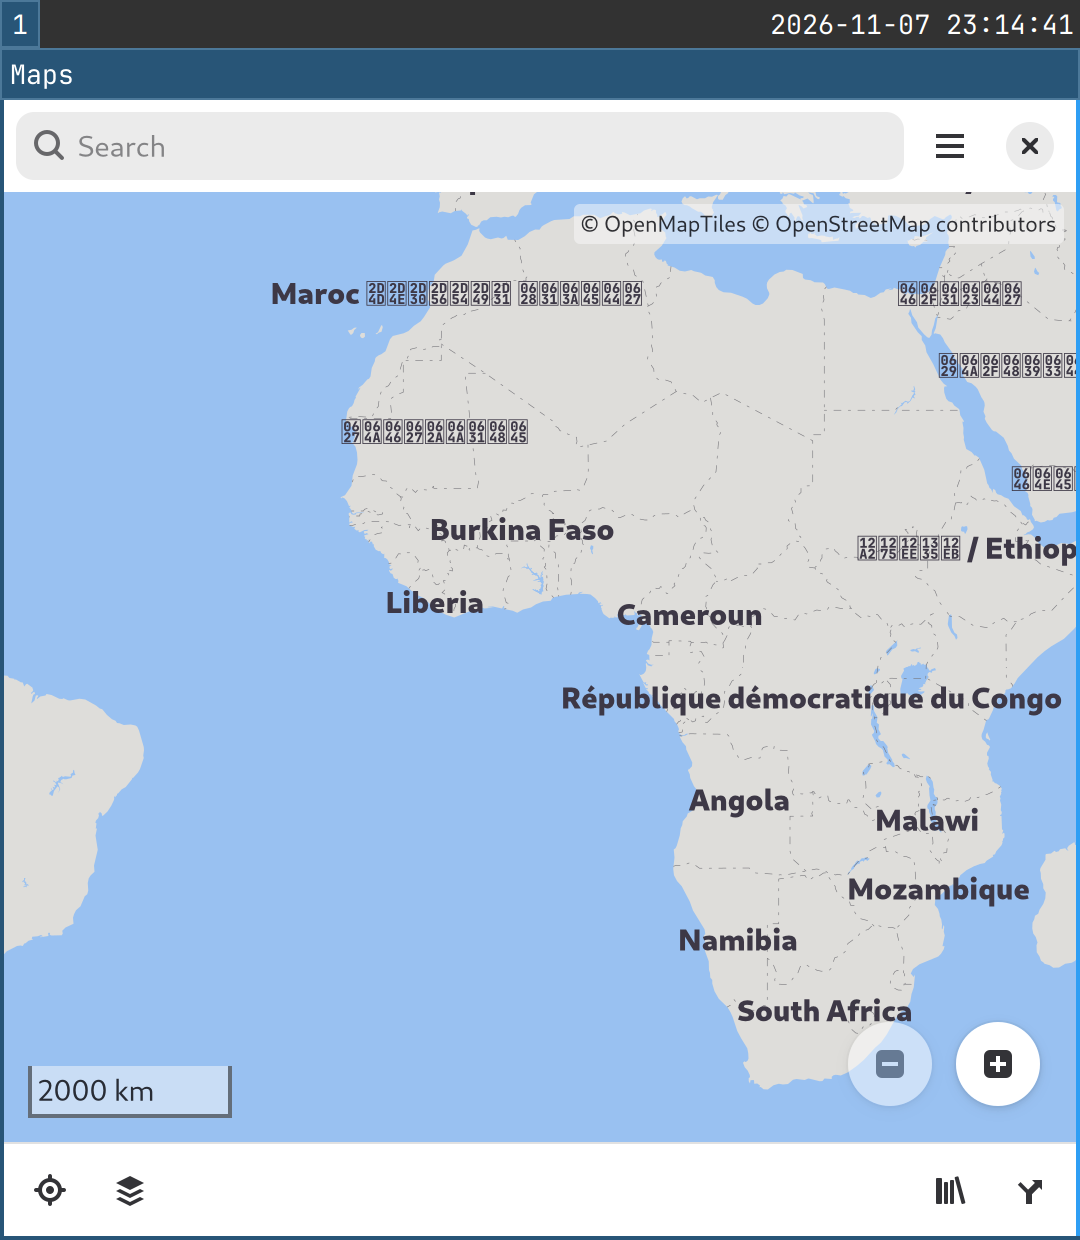 1
2026-11-07 23:14:41
Maps
Search
© OpenMapTiles © OpenStreetMap contributors
Maroc
Burkina Faso
/ Ethiop
Liberia
Cameroun
République démocratique du Congo
Angola
Malawi
Mozambique
Namibia
South Africa
2000 km